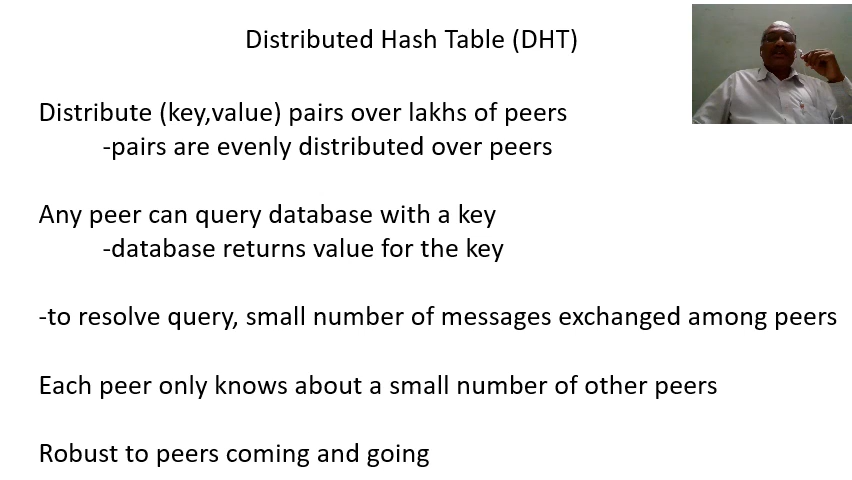 Distributed Hash Table (DHT)
Distribute (key,value) pairs over lakhs of peers
-pairs are evenly distributed over peers
Any peer can query database with a key
-database returns value for the key
-to resolve query, small number of messages exchanged among peers
Each peer only knows about a small number of other peers
Robust to peers coming and going